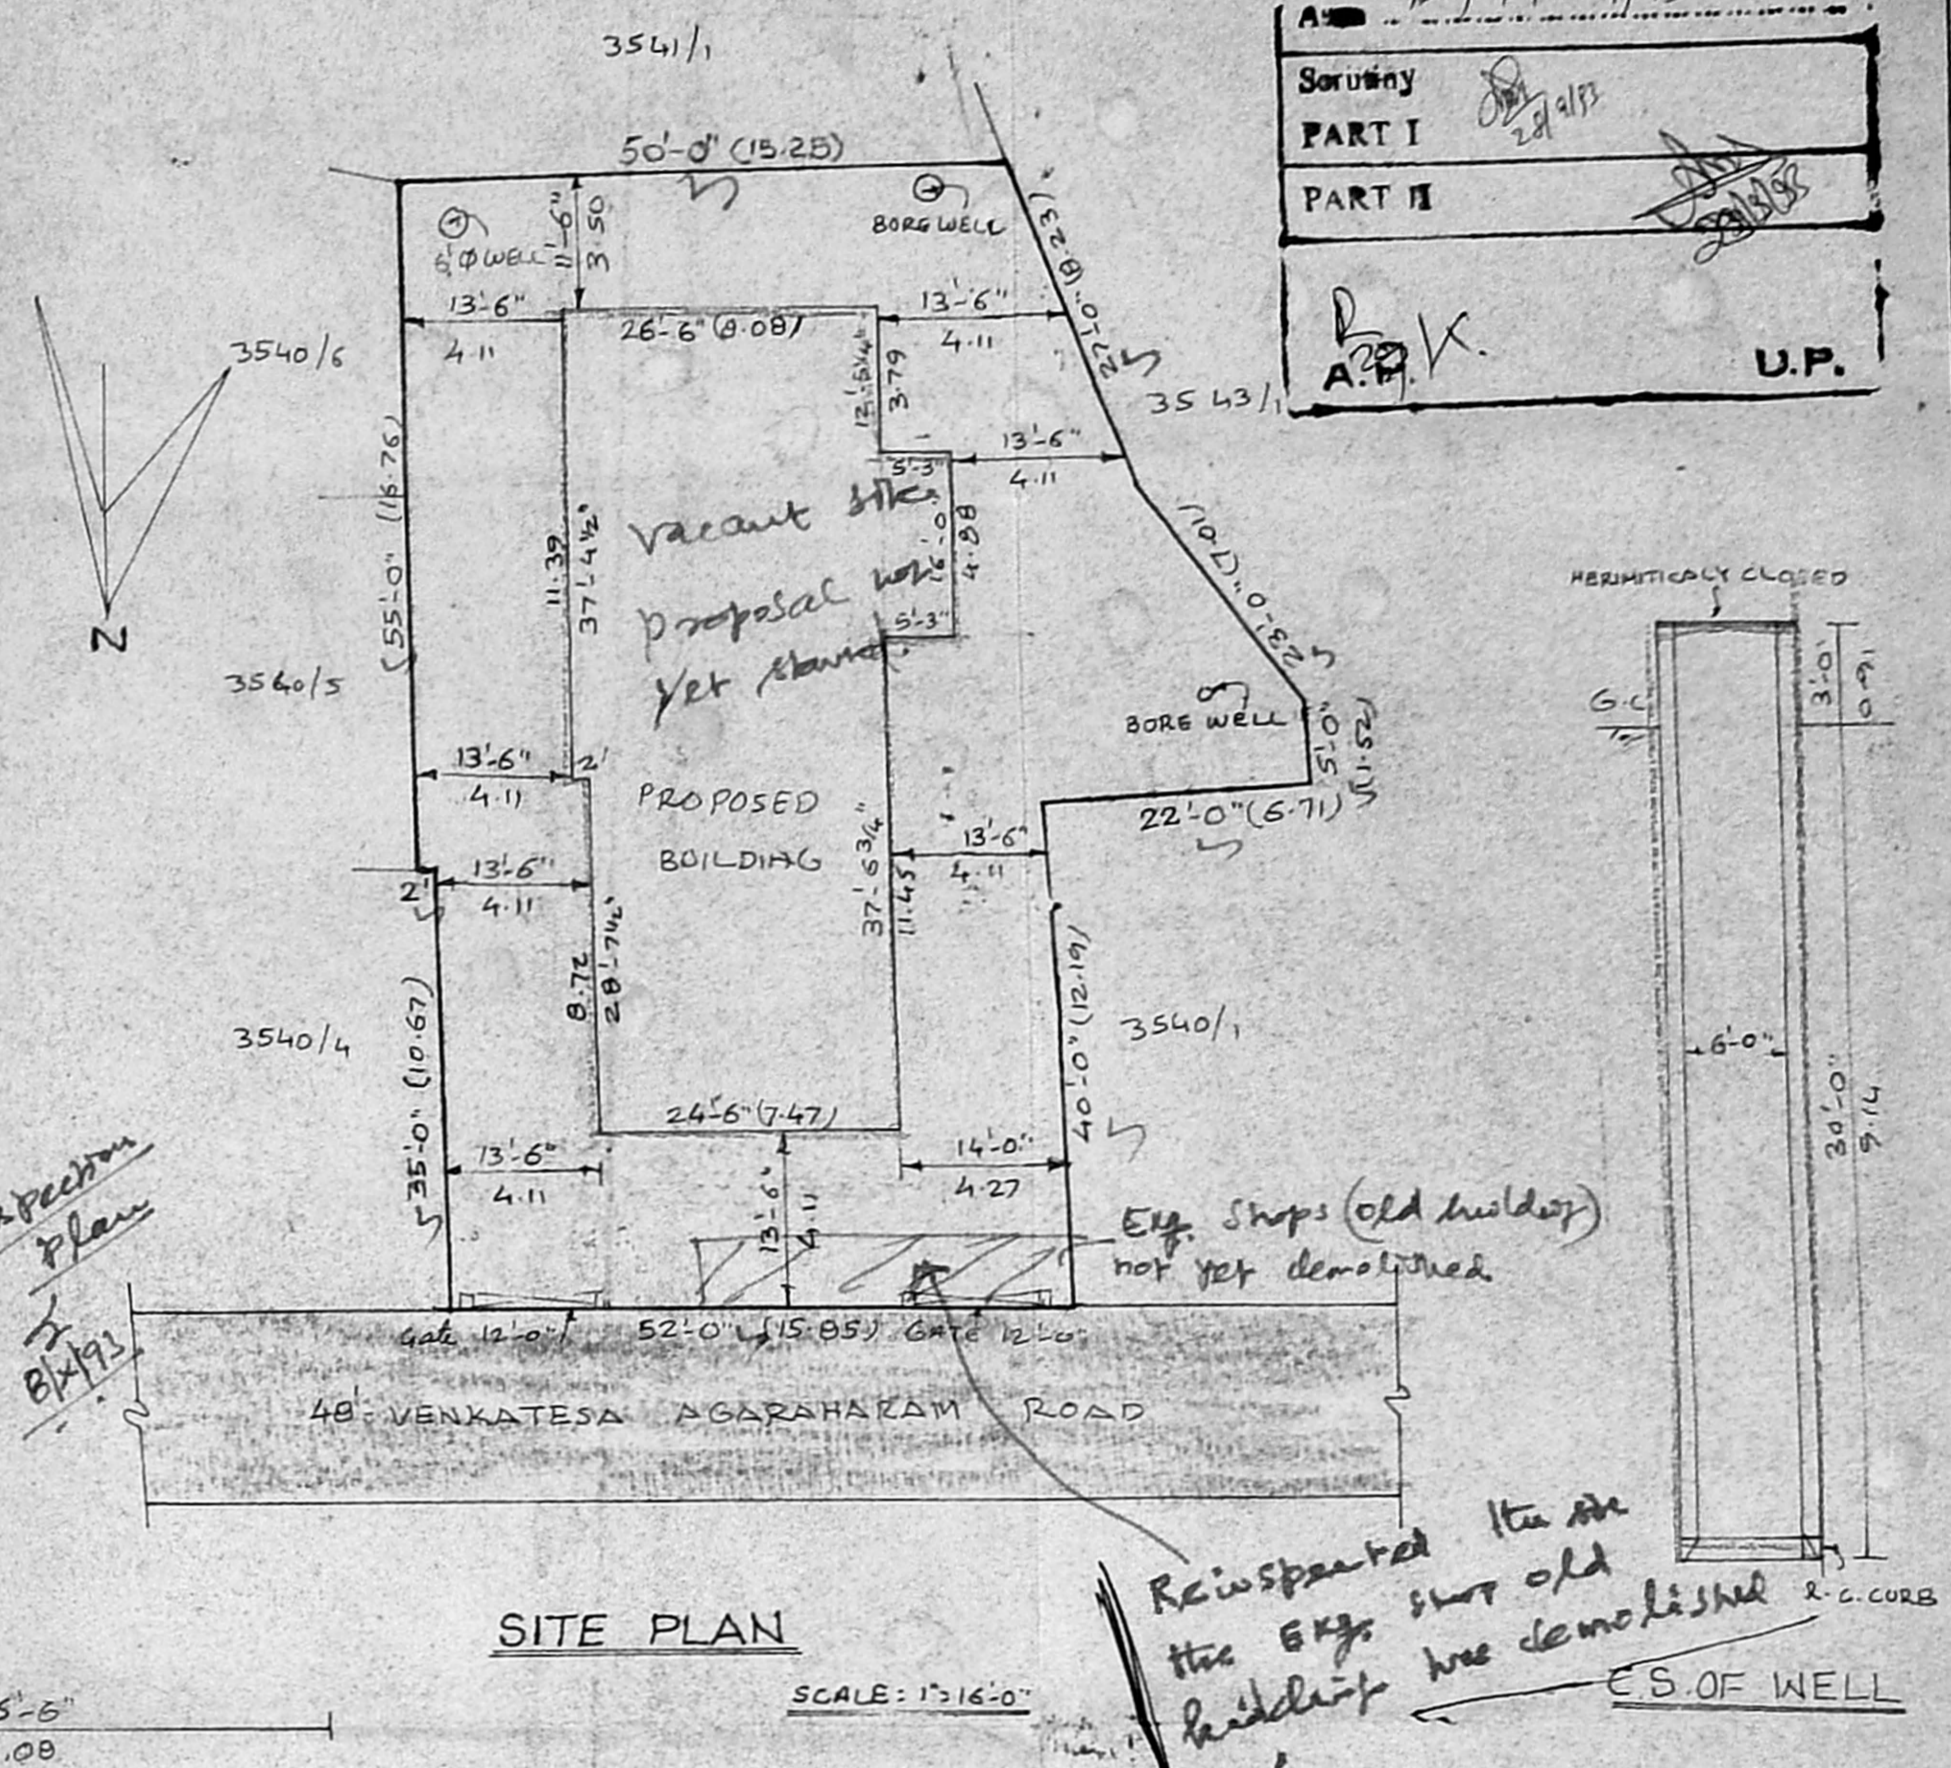 3541/1
Scrutiny
28/9/93
PART I
PART II
A.P.
U.P.
50'-0" (15.25)
6' Φ WELL
11'-6"
3.50
BORE WELL
27'-0" (8.23)
13'-6"
4.11
26'-6" (8.08)
13'-6"
4.11
3540/6
3.79
3543/1
13'-6"
4.11
5'-3"
55'-0" (16.76)
11.39
37'-4½"
vacant site
proposal not
yet
16'-0"
4.88
5'-3"
23'-0" (7.01)
N
3540/5
BORE WELL
5'-0"
(1.52)
22'-0" (6.71)
13'-6"
4.11
2'
PROPOSED
BUILDING
37'-6¾"
11.45
13'-6"
4.11
2'
13'-6"
4.11
8.72
28'-7½"
3540/4
35'-0" (10.67)
40'-0" (12.19)
3540/1
24'-6" (7.47)
13'-6"
4.11
13'-6"
4.11
14'-0"
4.27
Exg. Shops (old building)
not yet demolished
plan
8/X/93
Gate 12'-0"
52'-0" (15.85)
GATE 12'-0"
48' VENKATESA AGARAHARAM ROAD
HERIMITICALY CLOSED
G.L
3'-0"
0.91
6'-0"
30'-0"
9.14
R.C.CURB
C.S. OF WELL
Reinspected the site
the Exg. shop old
building was demolished
SITE PLAN
SCALE: 1"=16'-0"
.08